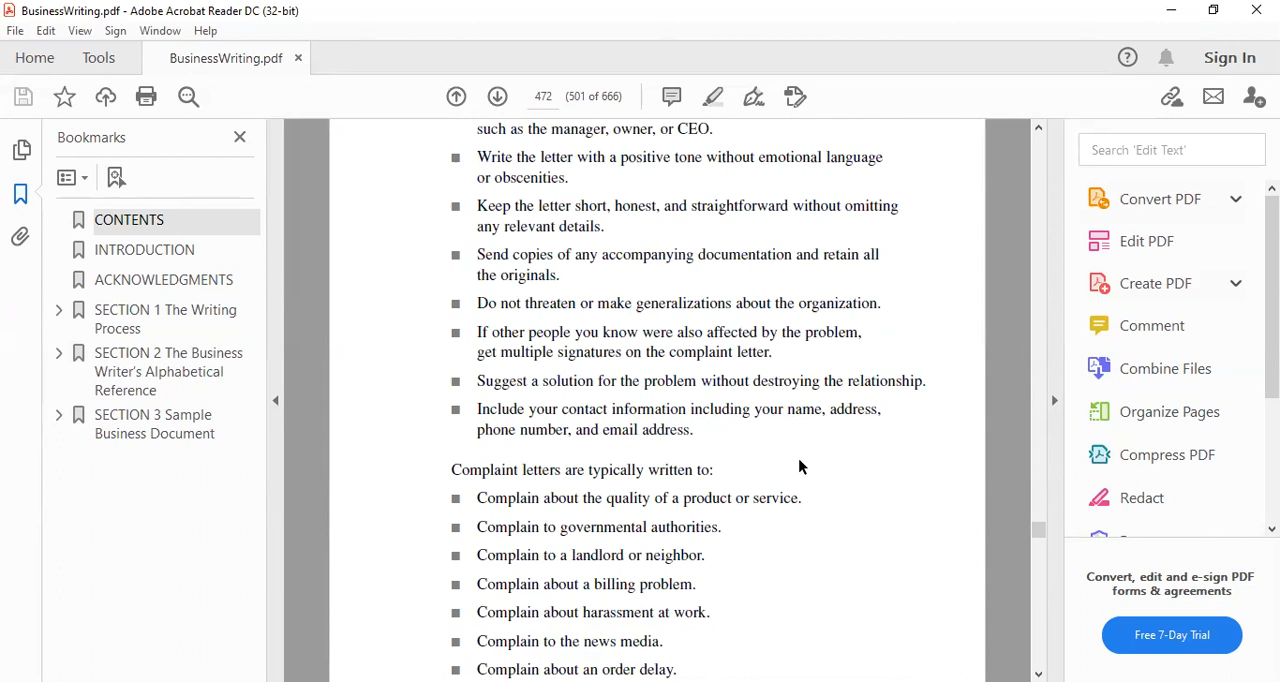 BusinessWriting.pdf - Adobe Acrobat Reader DC (32-bit)
File Edit View Sign Window Help
Home Tools BusinessWriting.pdf × Sign In
472 (501 of 666)
Bookmarks
CONTENTS
INTRODUCTION
ACKNOWLEDGMENTS
SECTION 1 The Writing
Process
SECTION 2 The Business
Writer's Alphabetical
Reference
SECTION 3 Sample
Business Document
such as the manager, owner, or CEO.
■ Write the letter with a positive tone without emotional language
or obscenities.
■ Keep the letter short, honest, and straightforward without omitting
any relevant details.
■ Send copies of any accompanying documentation and retain all
the originals.
■ Do not threaten or make generalizations about the organization.
■ If other people you know were also affected by the problem,
get multiple signatures on the complaint letter.
■ Suggest a solution for the problem without destroying the relationship.
■ Include your contact information including your name, address,
phone number, and email address.
Complaint letters are typically written to:
■ Complain about the quality of a product or service.
■ Complain to governmental authorities.
■ Complain to a landlord or neighbor.
■ Complain about a billing problem.
■ Complain about harassment at work.
■ Complain to the news media.
■ Complain about an order delay.
Search 'Edit Text'
Convert PDF
Edit PDF
Create PDF
Comment
Combine Files
Organize Pages
Compress PDF
Redact
Convert, edit and e-sign PDF
forms & agreements
Free 7-Day Trial